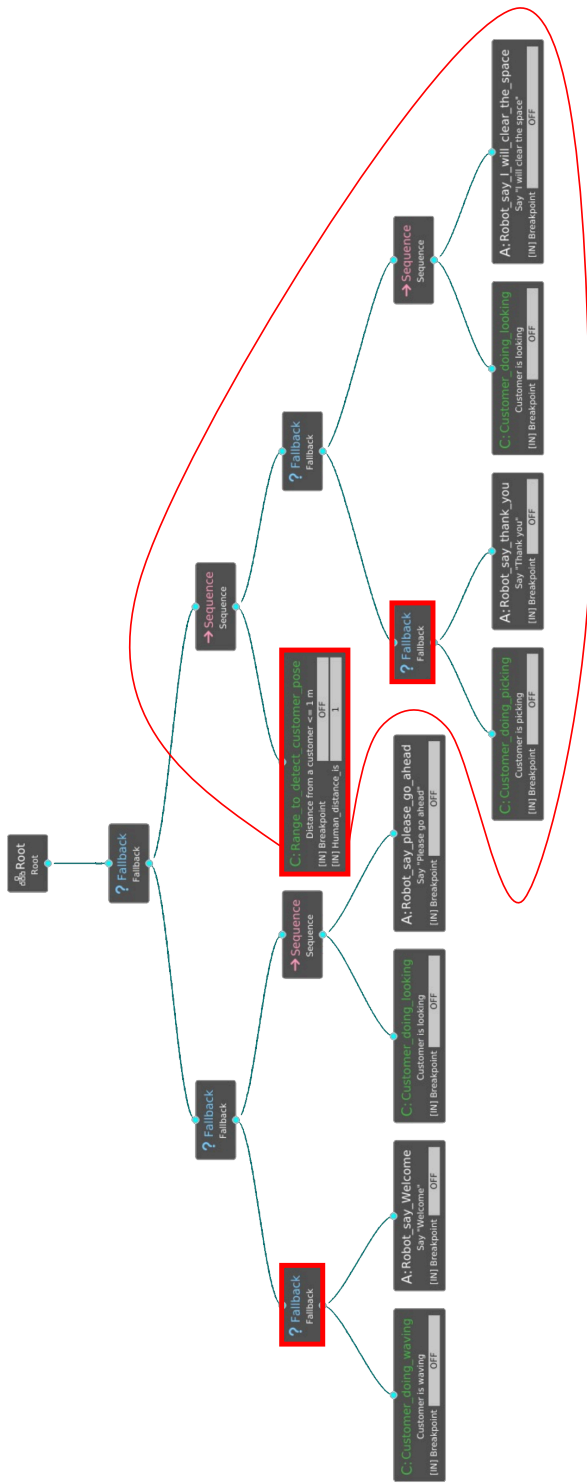 Root
Root
? Fallback
Fallback
? Fallback
Fallback
→ Sequence
Sequence
? Fallback
Fallback
→ Sequence
Sequence
C:Range_to_detect_customer_pose
Distance from a customer <= 1 m
[IN] Breakpoint OFF
[IN] Human_distance_is 1
? Fallback
Fallback
C:Customer_doing_waving
Customer is waving
[IN] Breakpoint OFF
A:Robot_say_Welcome
Say "Welcome"
[IN] Breakpoint OFF
C:Customer_doing_looking
Customer is looking
[IN] Breakpoint OFF
A:Robot_say_please_go_ahead
Say "Please go ahead"
[IN] Breakpoint OFF
? Fallback
Fallback
→ Sequence
Sequence
C:Customer_doing_picking
Customer is picking
[IN] Breakpoint OFF
A:Robot_say_thank_you
Say "Thank you"
[IN] Breakpoint OFF
C:Customer_doing_looking
Customer is looking
[IN] Breakpoint OFF
A:Robot_say_I_will_clear_the_space
Say "I will clear the space"
[IN] Breakpoint OFF